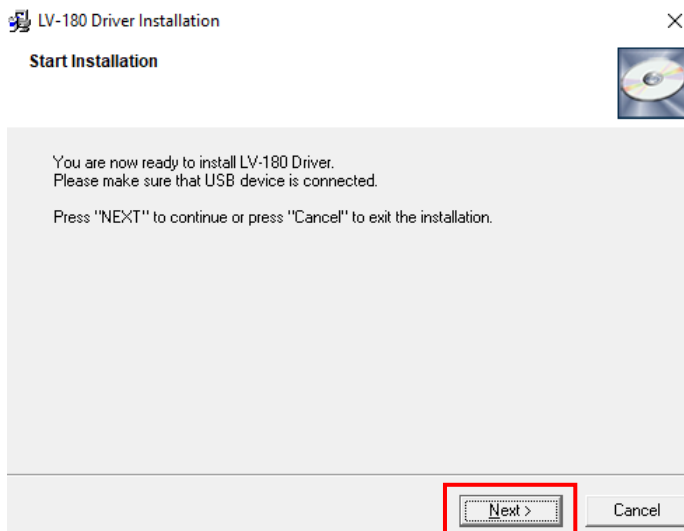 LV-180 Driver Installation
Start Installation
You are now ready to install LV-180 Driver.
Please make sure that USB device is connected.
Press "NEXT" to continue or press "Cancel" to exit the installation.
Next >
Cancel